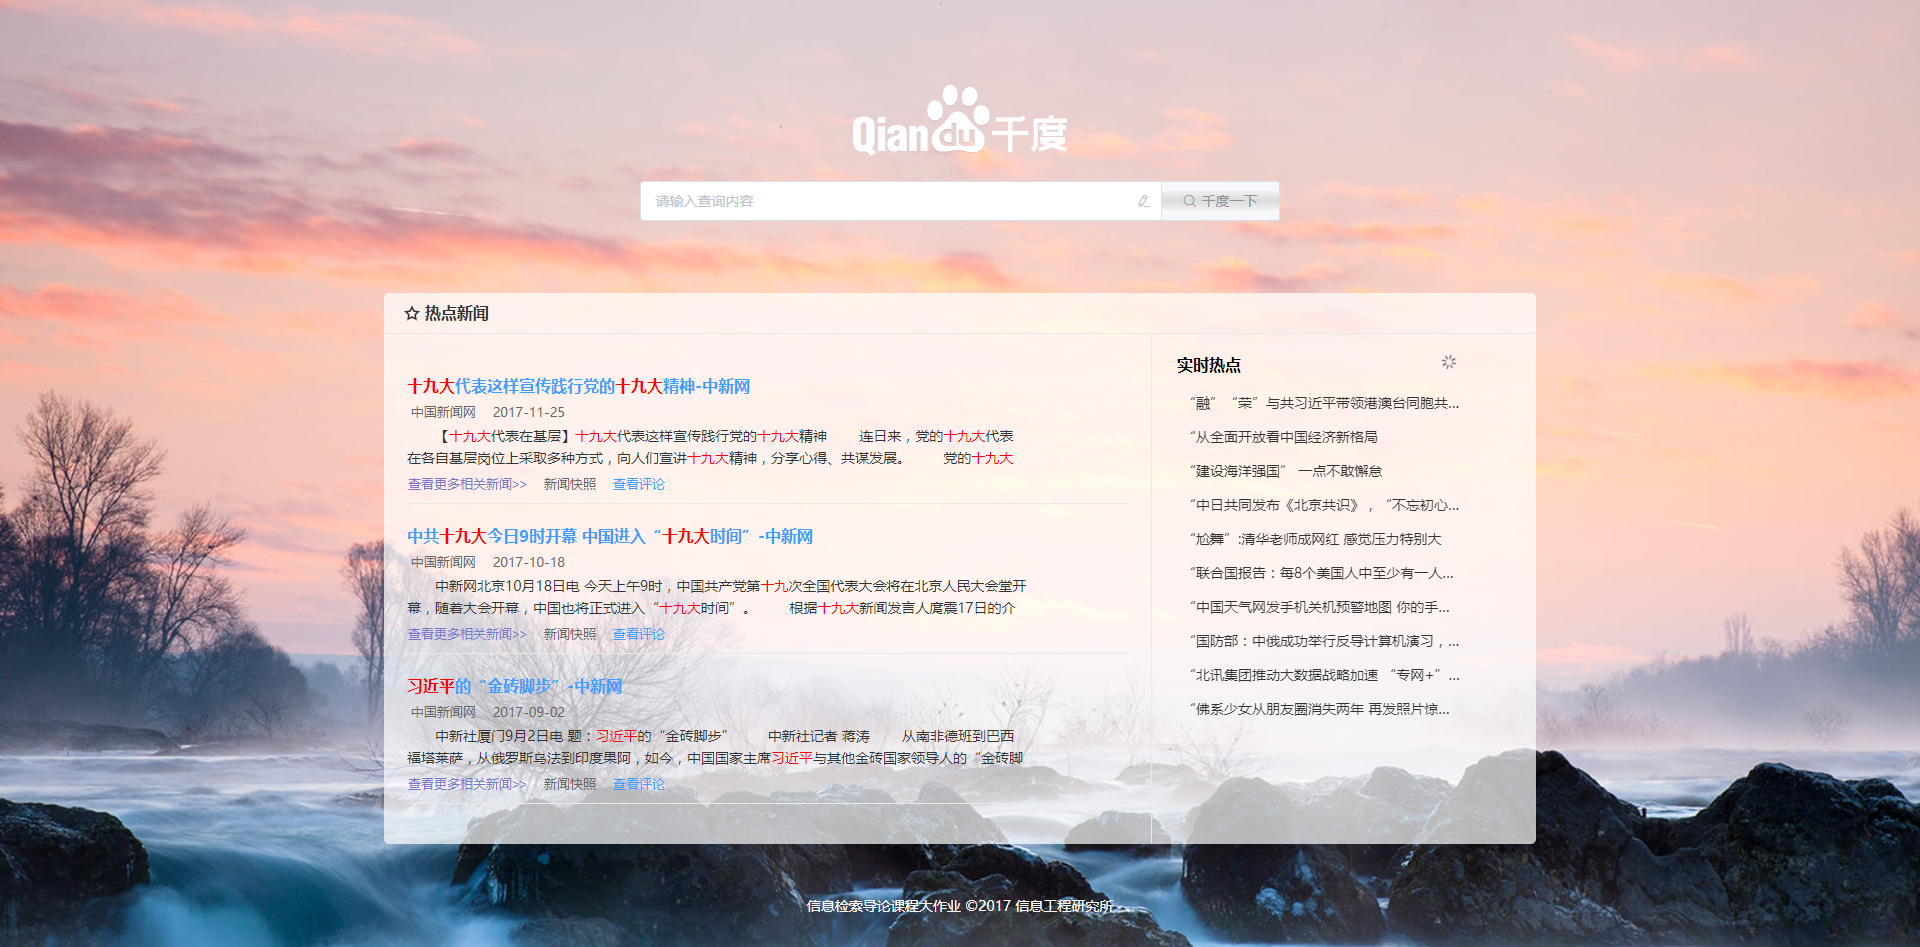 Qian du 千度
请输入查询内容
千度一下
热点新闻
十九大代表这样宣传践行党的十九大精神-中新网
中国新闻网 2017-11-25
【十九大代表在基层】十九大代表这样宣传践行党的十九大精神 连日来，党的十九大代表
在各自基层岗位上采取多种方式，向人们宣讲十九大精神，分享心得、共谋发展。 党的十九大
查看更多相关新闻>> 新闻快照 查看评论
中共十九大今日9时开幕 中国进入“十九大时间”-中新网
中国新闻网 2017-10-18
中新网北京10月18日电 今天上午9时，中国共产党第十九次全国代表大会将在北京人民大会堂开
幕，随着大会开幕，中国也将正式进入“十九大时间”。 根据十九大新闻发言人庹震17日的介
查看更多相关新闻>> 新闻快照 查看评论
习近平的“金砖脚步”-中新网
中国新闻网 2017-09-02
中新社厦门9月2日电 题：习近平的“金砖脚步” 中新社记者 蒋涛 从南非德班到巴西
福塔莱萨，从俄罗斯乌法到印度果阿，如今，中国国家主席习近平与其他金砖国家领导人的“金砖脚
查看更多相关新闻>> 新闻快照 查看评论
实时热点
“融”“荣”与共习近平带领港澳台同胞共...
“从全面开放看中国经济新格局
“建设海洋强国” 一点不敢懈怠
“中日共同发布《北京共识》，“不忘初心...
“尬舞”:清华老师成网红 感觉压力特别大
“联合国报告：每8个美国人中至少有一人...
“中国天气网发手机关机预警地图 你的手...
“国防部：中俄成功举行反导计算机演习，...
“北讯集团推动大数据战略加速 “专网+”...
“佛系少女从朋友圈消失两年 再发照片惊...
信息检索导论课程大作业 ©2017 信息工程研究所